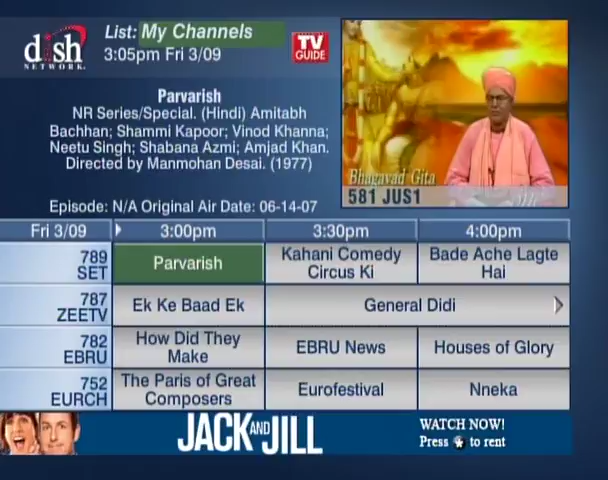 dish
NETWORK
List: My Channels
3:05pm Fri 3/09
TV
GUIDE
Parvarish
NR Series/Special. (Hindi) Amitabh
Bachhan; Shammi Kapoor; Vinod Khanna;
Neetu Singh; Shabana Azmi; Amjad Khan.
Directed by Manmohan Desai. (1977)
Episode: N/A Original Air Date: 06-14-07
Bhagavad Gita
581 JUS1
Fri 3/09 3:00pm 3:30pm 4:00pm
789
SET
Parvarish
Kahani Comedy
Circus Ki
Bade Ache Lagte
Hai
787
ZEETV
Ek Ke Baad Ek
General Didi
782
EBRU
How Did They
Make
EBRU News
Houses of Glory
752
EURCH
The Paris of Great
Composers
Eurofestival
Nneka
JACK AND JILL
WATCH NOW!
Press to rent